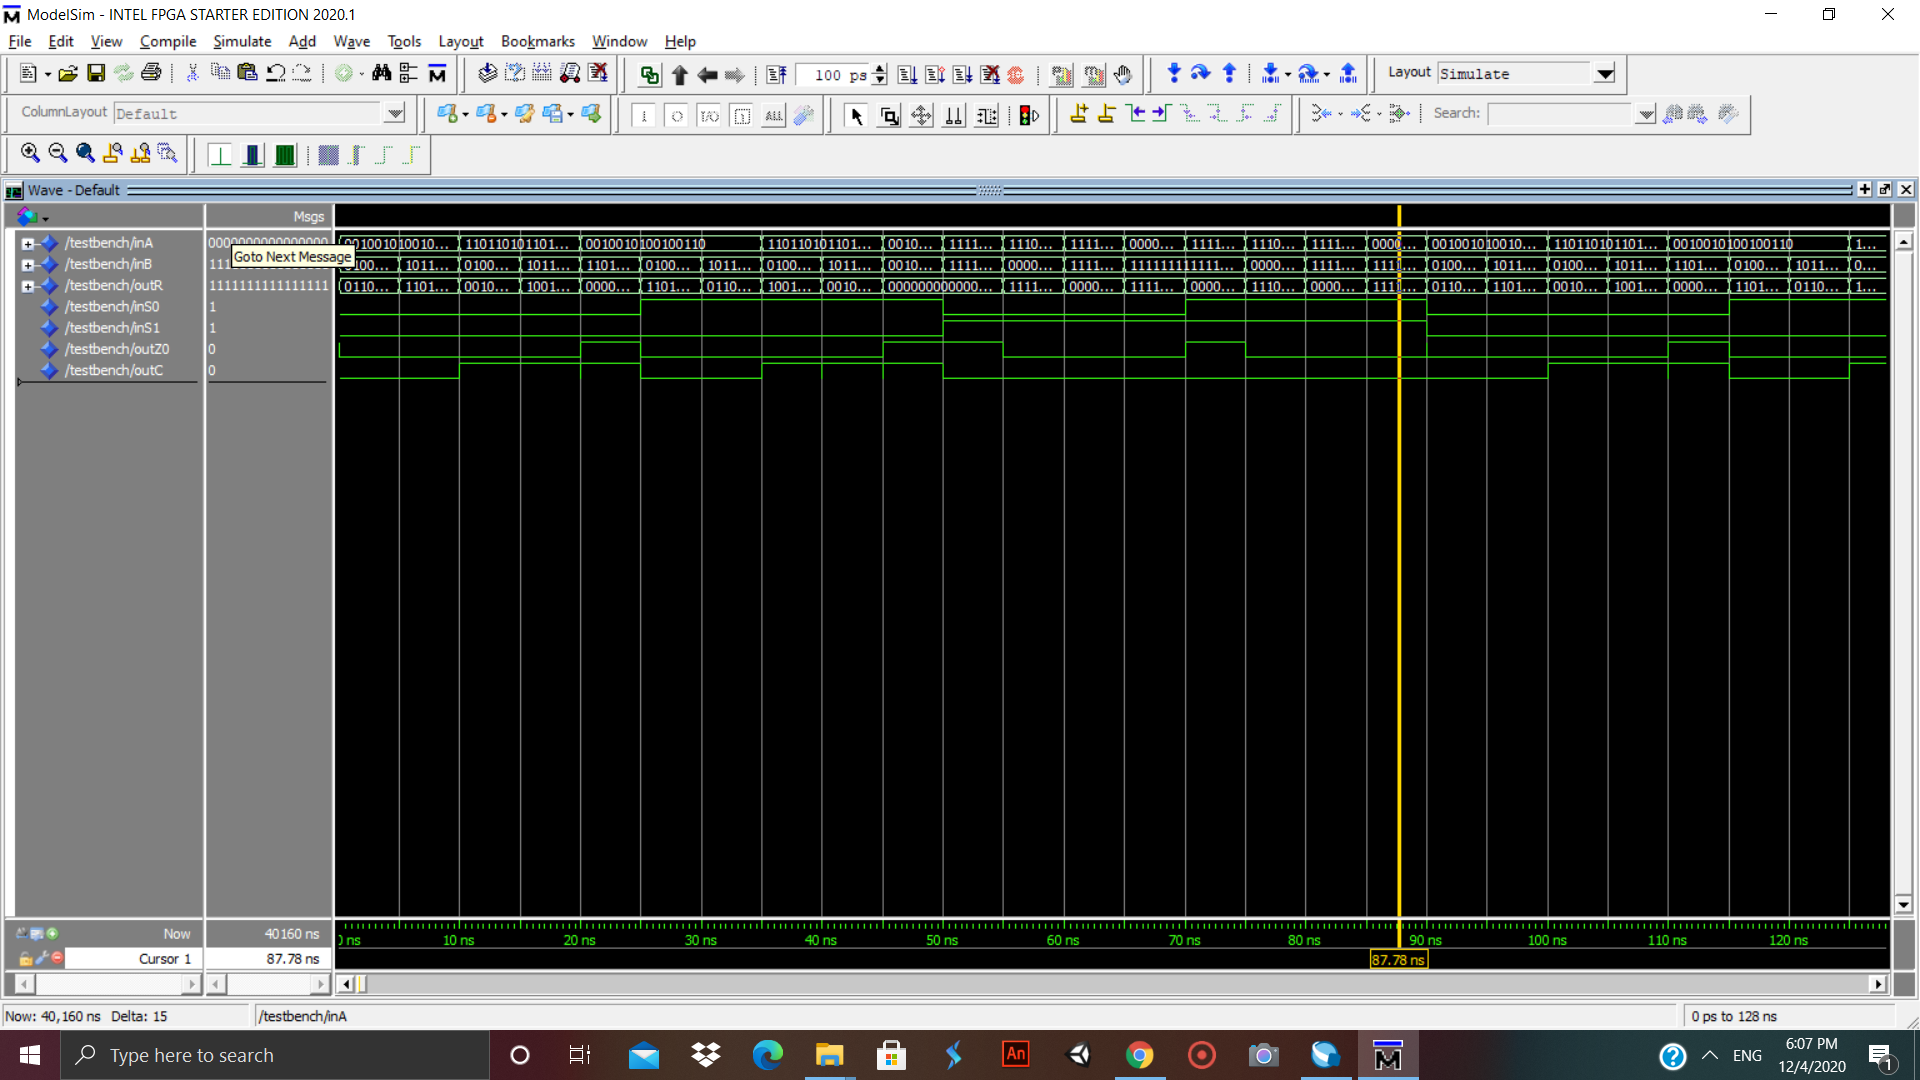 ModelSim - INTEL FPGA STARTER EDITION 2020.1
File Edit View Compile Simulate Add Wave Tools Layout Bookmarks Window Help
100 ps Layout Simulate
ColumnLayout Default ALL Search:
Wave - Default
Msgs
/testbench/inA 0000000000000000 0010010100010... 110110101101... 0010010100100110 110110101101... 0010... 1111... 1110... 1111... 0000... 1111... 1110... 1111... 0000... 001001010010... 110110101101... 0010010100100110 1...
Goto Next Message
/testbench/inB 0100... 1011... 0100... 1011... 1101... 0100... 1011... 0100... 1011... 0010... 1111... 0000... 1111... 111111111111... 0000... 1111... 1111... 0100... 1011... 0100... 1011... 1101... 0100... 1011... 0...
/testbench/outR 1111111111111111 0110... 1101... 0010... 1001... 0000... 1101... 0110... 1001... 0010... 000000000000... 1111... 0000... 1111... 0000... 1110... 0000... 1111... 0110... 1101... 0010... 1001... 0000... 1101... 0110... 1...
/testbench/inS0 1
/testbench/inS1 1
/testbench/outZ0 0
/testbench/outC 0
Now 40160 ns 10 ns 20 ns 30 ns 40 ns 50 ns 60 ns 70 ns 80 ns 90 ns 100 ns 110 ns 120 ns
Cursor 1 87.78 ns 87.78 ns
Now: 40,160 ns Delta: 15 /testbench/inA 0 ps to 128 ns
Type here to search An ENG 6:07 PM
12/4/2020 1